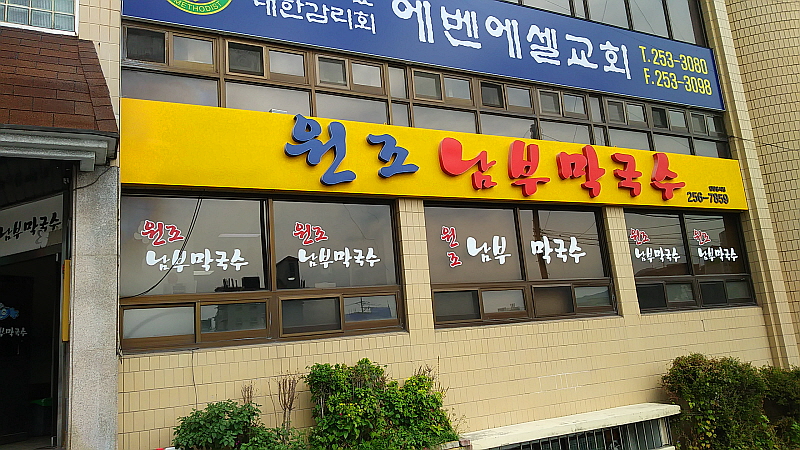 METHODIST
대한감리회
에벤에셀교회
T.253-3080
F.253-3098
원조 남부막국수
256-7859
원조
남부막국수
원조
남부막국수
원조
남부 막국수
원조
남부막국수
원조
남부막국수
남부막국수